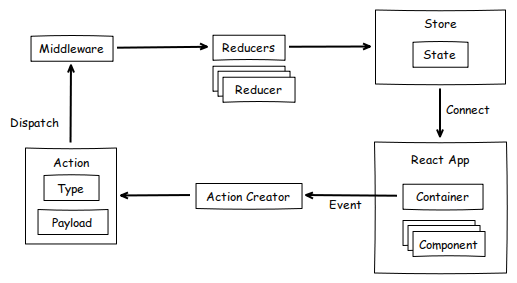 Store
Middleware
Reducers
State
Reducer
Connect
Dispatch
Action
React App
Type
Action Creator
Container
Event
Payload
Component